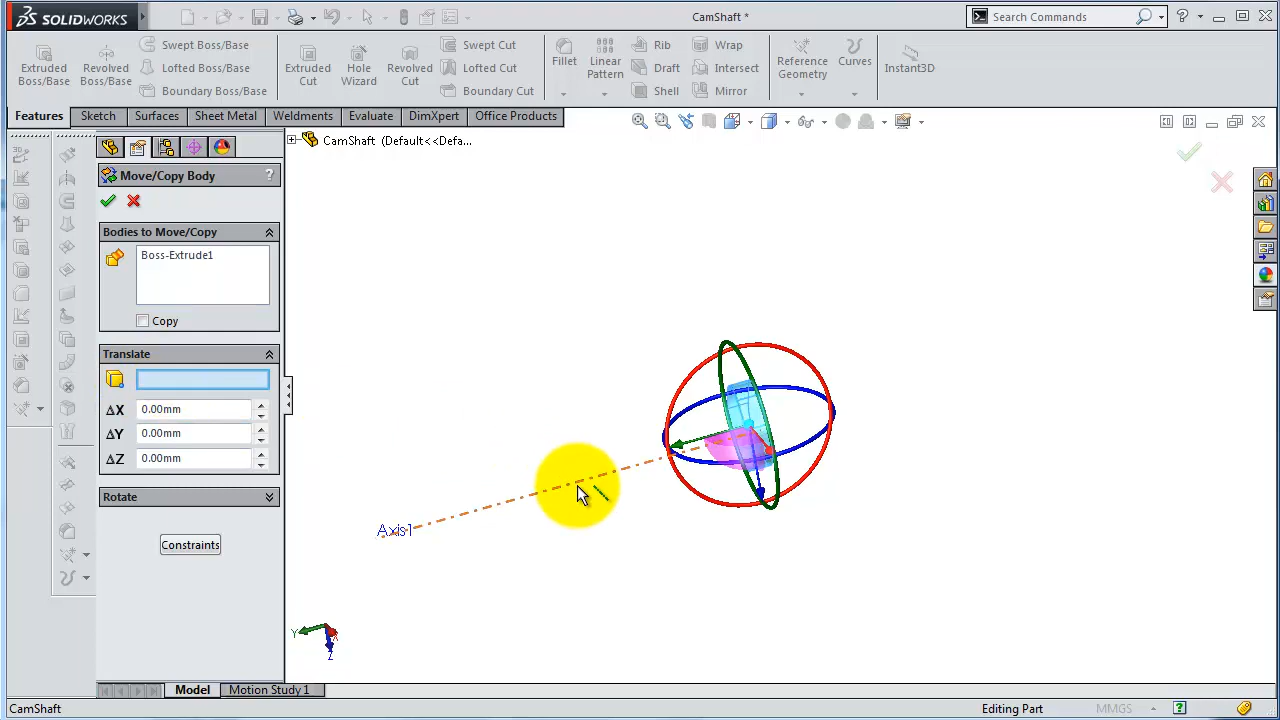 SOLIDWORKS
CamShaft *
Search Commands
Extruded Boss/Base
Revolved Boss/Base
Swept Boss/Base
Lofted Boss/Base
Boundary Boss/Base
Extruded Cut
Hole Wizard
Revolved Cut
Swept Cut
Lofted Cut
Boundary Cut
Fillet
Linear Pattern
Rib
Draft
Shell
Wrap
Intersect
Mirror
Reference Geometry
Curves
Instant3D
Features Sketch Surfaces Sheet Metal Weldments Evaluate DimXpert Office Products
CamShaft (Default<<Defa...
Move/Copy Body ?
Bodies to Move/Copy
Boss-Extrude1
Copy
Translate
ΔX 0.00mm
ΔY 0.00mm
ΔZ 0.00mm
Rotate
Constraints
Axis1
Y
X
Z
Model Motion Study 1
CamShaft Editing Part MMGS ?